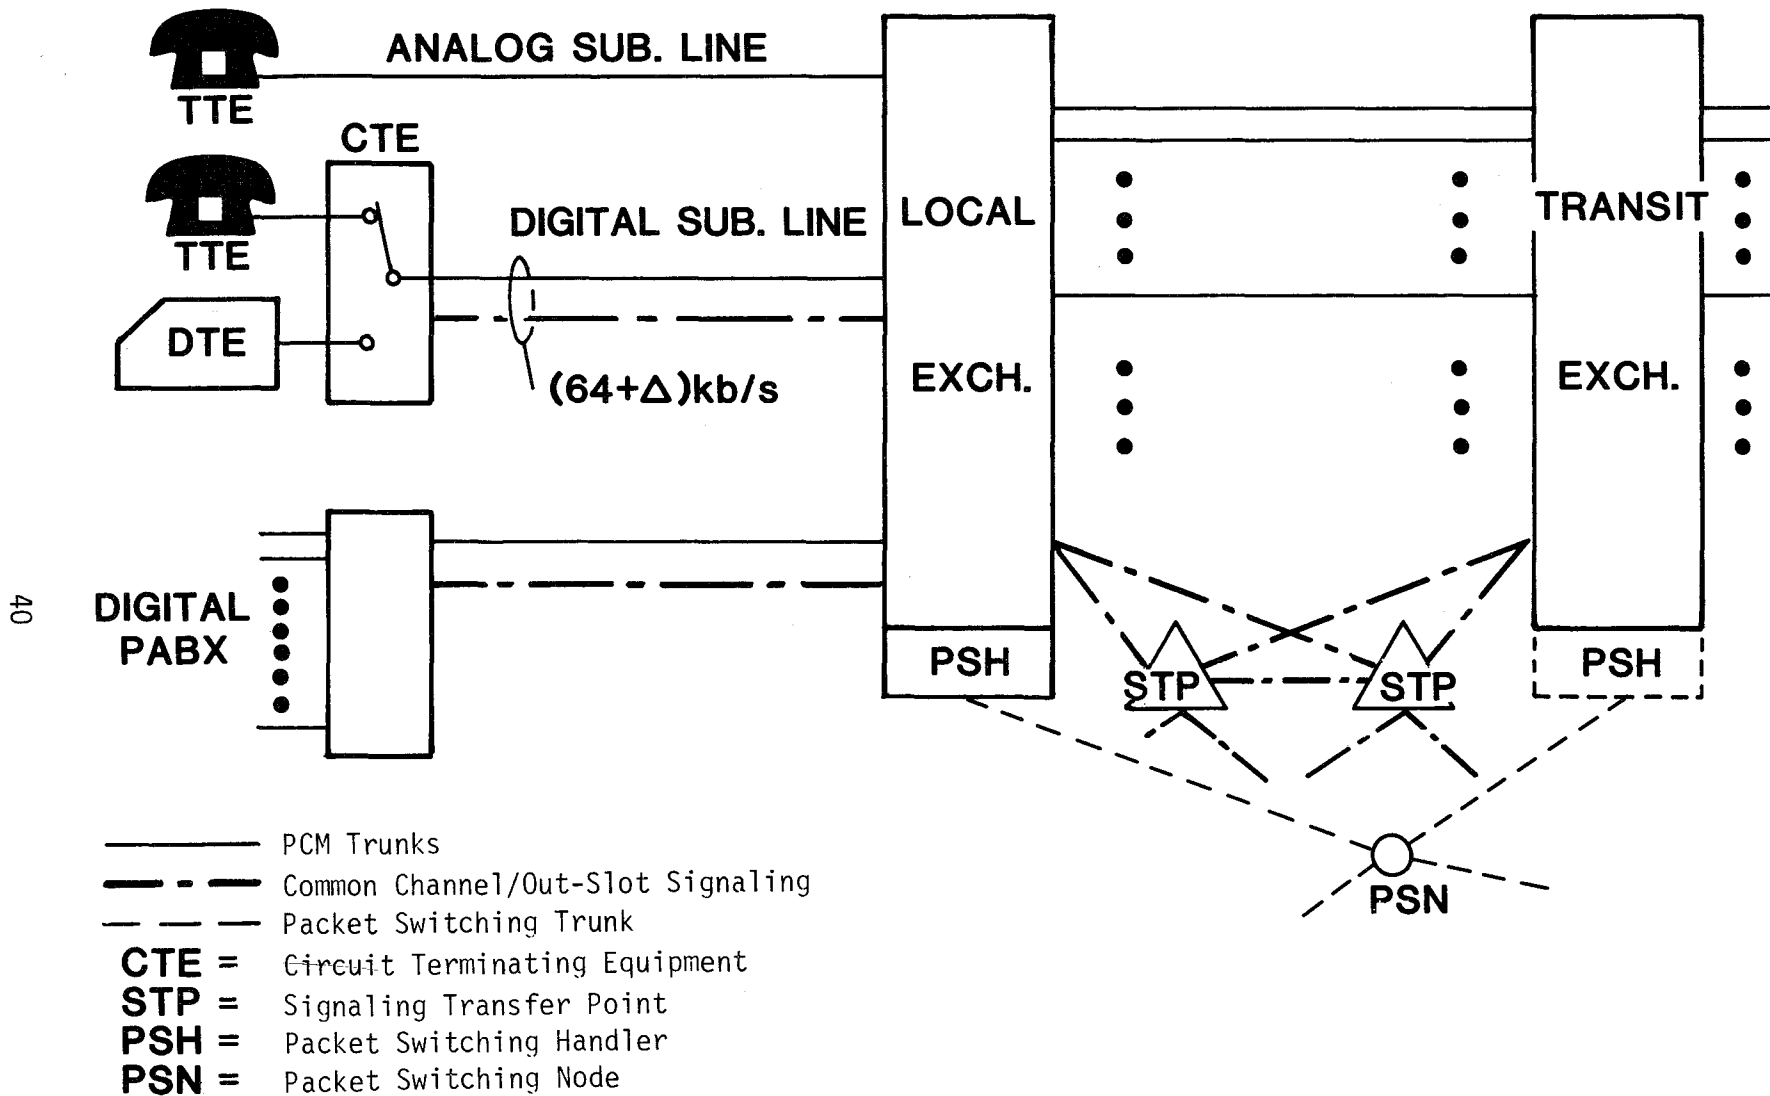 ANALOG SUB. LINE
TTE
CTE
TTE
DIGITAL SUB. LINE
DTE
(64+Δ)kb/s
LOCAL
EXCH.
TRANSIT
EXCH.
DIGITAL
PABX
PSH
STP
STP
PSH
PSN
40
PCM Trunks
Common Channel/Out-Slot Signaling
Packet Switching Trunk
CTE = Circuit Terminating Equipment
STP = Signaling Transfer Point
PSH = Packet Switching Handler
PSN = Packet Switching Node